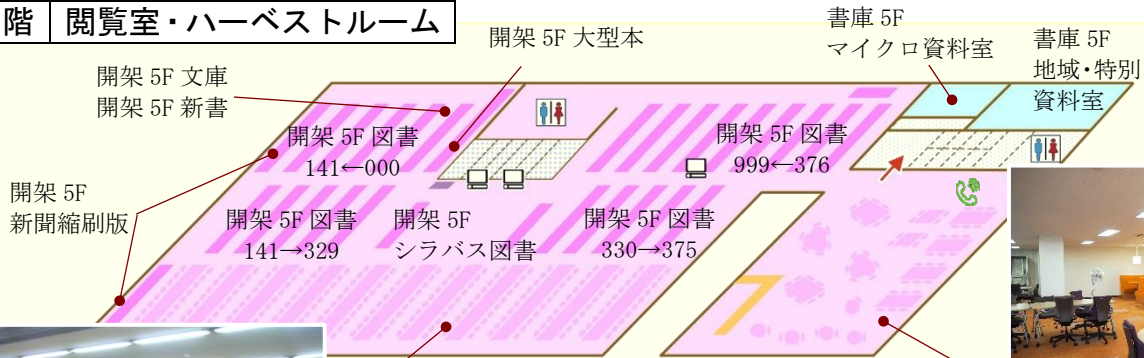 階 閲覧室・ハーベストルーム
開架 5F 大型本
書庫 5F
マイクロ資料室
書庫 5F
地域・特別
資料室
開架 5F 文庫
開架 5F 新書
開架 5F 図書
141←000
開架 5F 図書
999←376
開架 5F
新聞縮刷版
開架 5F 図書
141→329
開架 5F
シラバス図書
開架 5F 図書
330→375